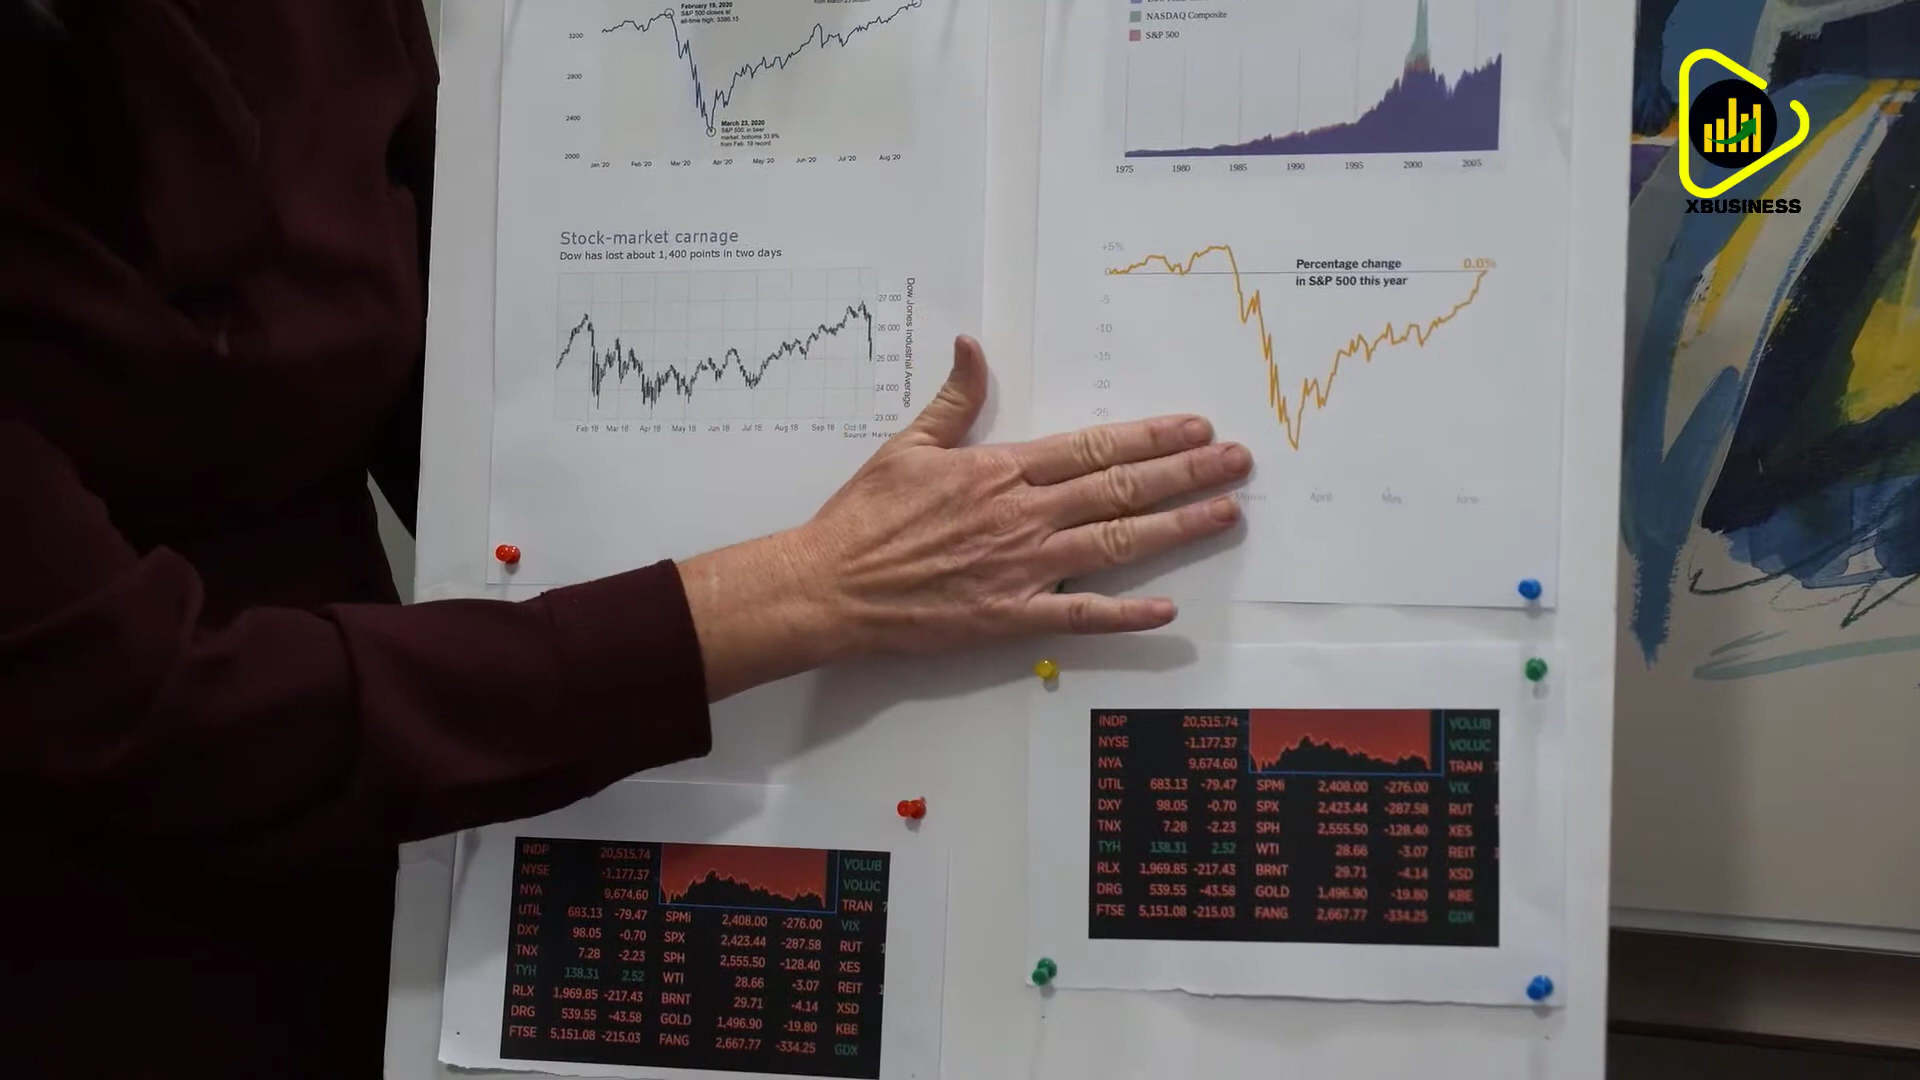 February 19, 2020
S&P 500 closes at
all-time high: 3386.15
3200
2800
2400
2000
March 23, 2020
S&P 500, in bear
market, bottoms 33.9%
from Feb. 19 record
Jan '20 Feb '20 Mar '20 Apr '20 May '20 Jun '20 Jul '20 Aug '20
NASDAQ Composite
S&P 500
1975 1980 1985 1990 1995 2000 2005
XBUSINESS
Stock-market carnage
Dow has lost about 1,400 points in two days
27 000
26 000
25 000
24 000
23 000
Dow Jones Industrial Average
Feb 18 Mar 18 Apr 18 May 18 Jun 18 Jul 18 Aug 18 Sep 18 Oct 18
Source: Market
+5%
0
-5
-10
-15
-20
-25
Percentage change
in S&P 500 this year
0.0%
March April May June
INDP 20,515.74 VOLUB
NYSE -1,177.37 VOLUC
NYA 9,674.60 TRAN
UTIL 683.13 -79.47 SPMi 2,408.00 -276.00 VIX
DXY 98.05 -0.70 SPX 2,423.44 -287.58 RUT
TNX 7.28 -2.23 SPH 2,555.50 -128.40 XES
TYH 138.31 2.52 WTI 28.66 -3.07 REIT
RLX 1,969.85 -217.43 BRNT 29.71 -4.14 XSD
DRG 539.55 -43.58 GOLD 1,496.90 -19.80 KBE
FTSE 5,151.08 -215.03 FANG 2,667.77 -334.25 GDX
INDP 20,515.74 VOLUB
NYSE -1,177.37 VOLUC
NYA 9,674.60 TRAN
UTIL 683.13 -79.47 SPMi 2,408.00 -276.00 VIX
DXY 98.05 -0.70 SPX 2,423.44 -287.58 RUT
TNX 7.28 -2.23 SPH 2,555.50 -128.40 XES
TYH 138.31 2.52 WTI 28.66 -3.07 REIT
RLX 1,969.85 -217.43 BRNT 29.71 -4.14 XSD
DRG 539.55 -43.58 GOLD 1,496.90 -19.80 KBE
FTSE 5,151.08 -215.03 FANG 2,667.77 -334.25 GDX